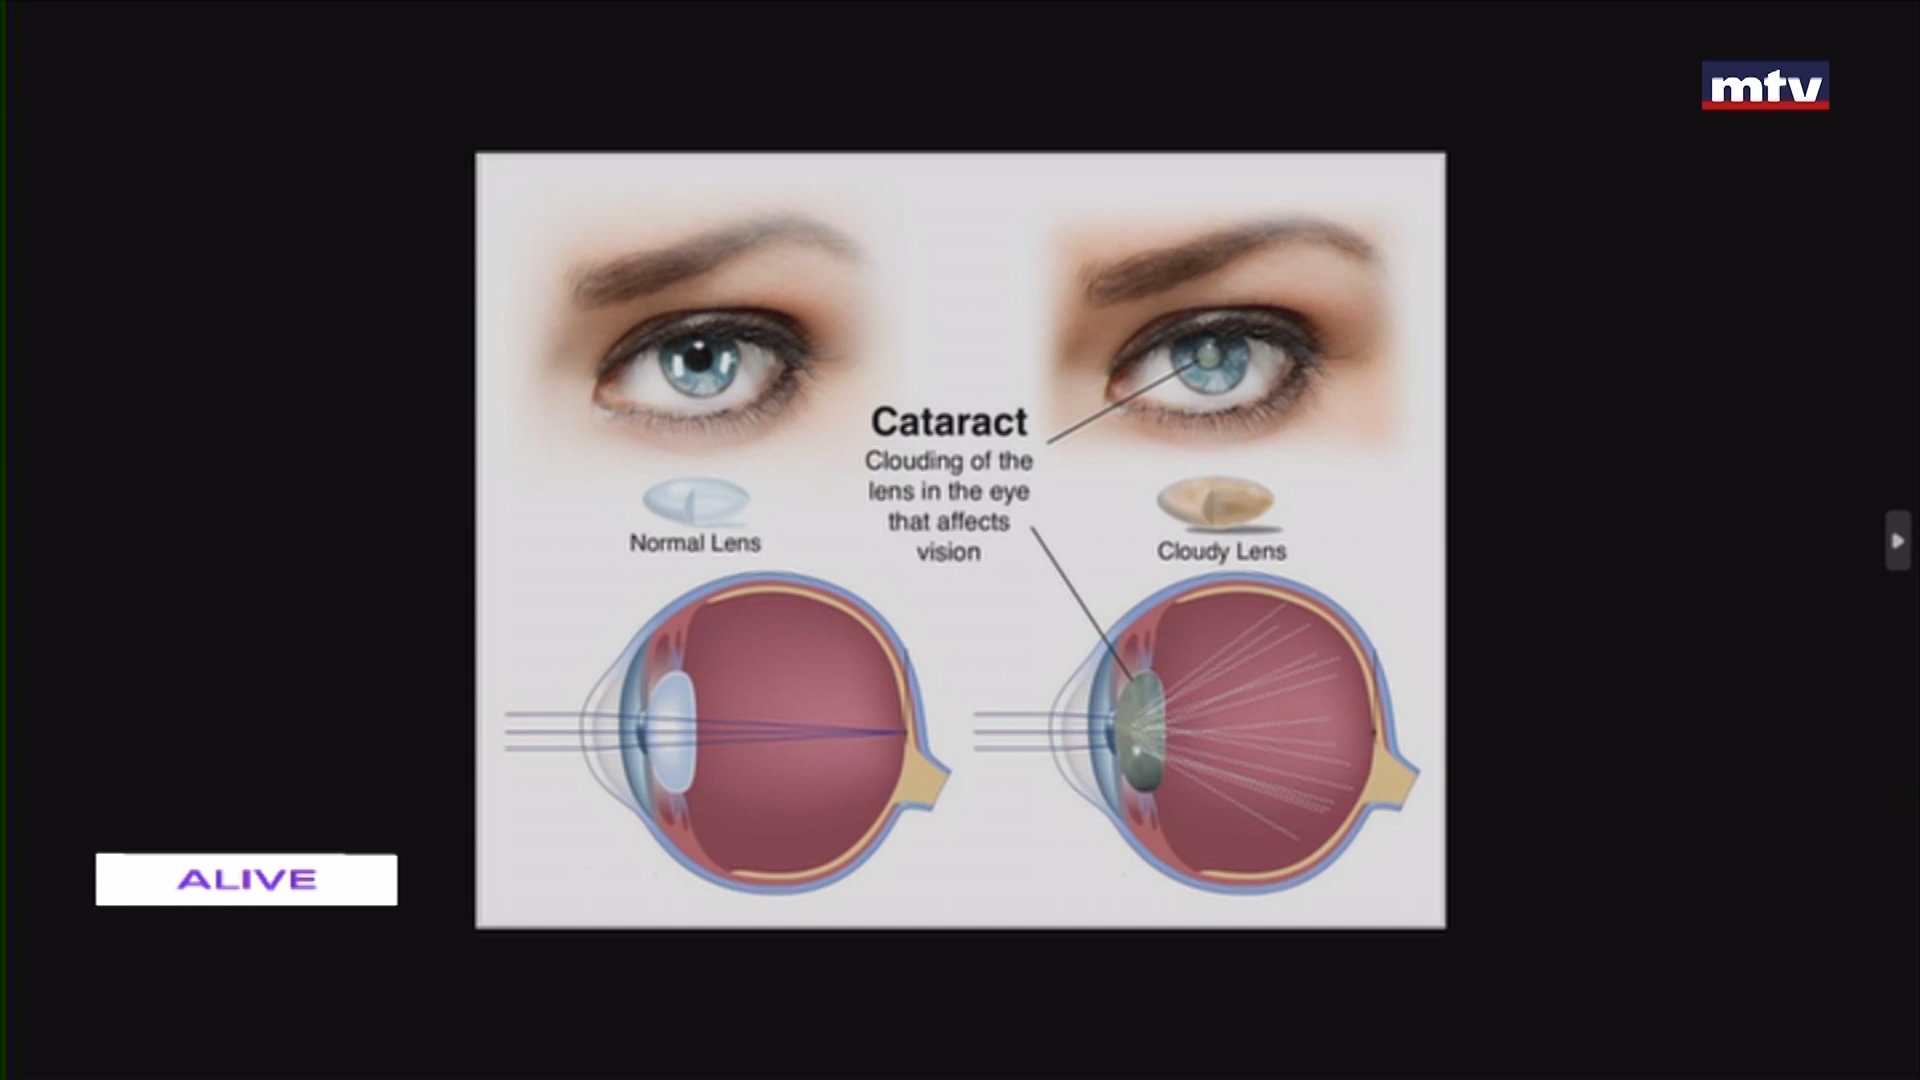 mtv
Cataract
Clouding of the
lens in the eye
that affects
vision
Normal Lens
Cloudy Lens
ALIVE